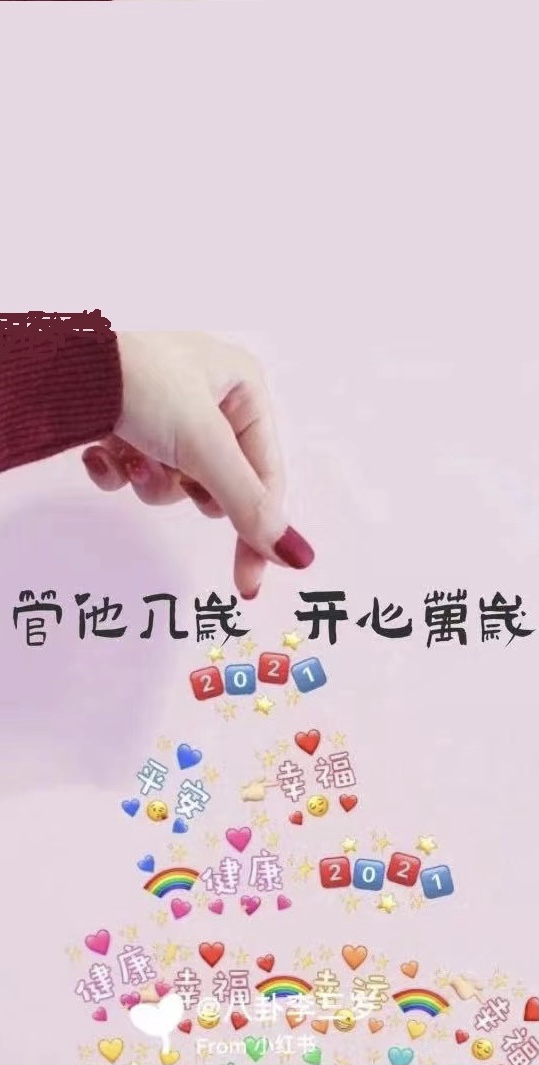 管他几歲 开心萬歲
2021
平安 幸福
健康 2021
健康 幸福 幸运 幸福
@八卦李三岁
From 小红书